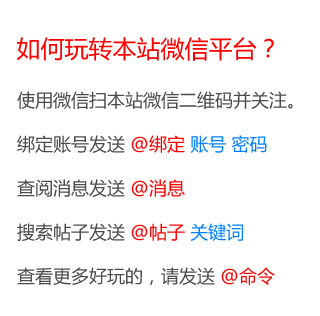 如何玩转本站微信平台？
使用微信扫本站微信二维码并关注。
绑定账号发送 @绑定 账号 密码
查阅消息发送 @消息
搜索帖子发送 @帖子 关键词
查看更多好玩的，请发送 @命令